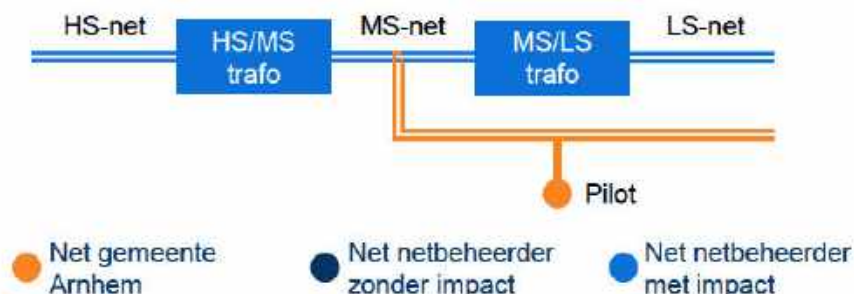 HS-net
HS/MS
trafo
MS-net
MS/LS
trafo
LS-net
Pilot
Net gemeente
Arnhem
Net netbeheerder
zonder impact
Net netbeheerder
met impact